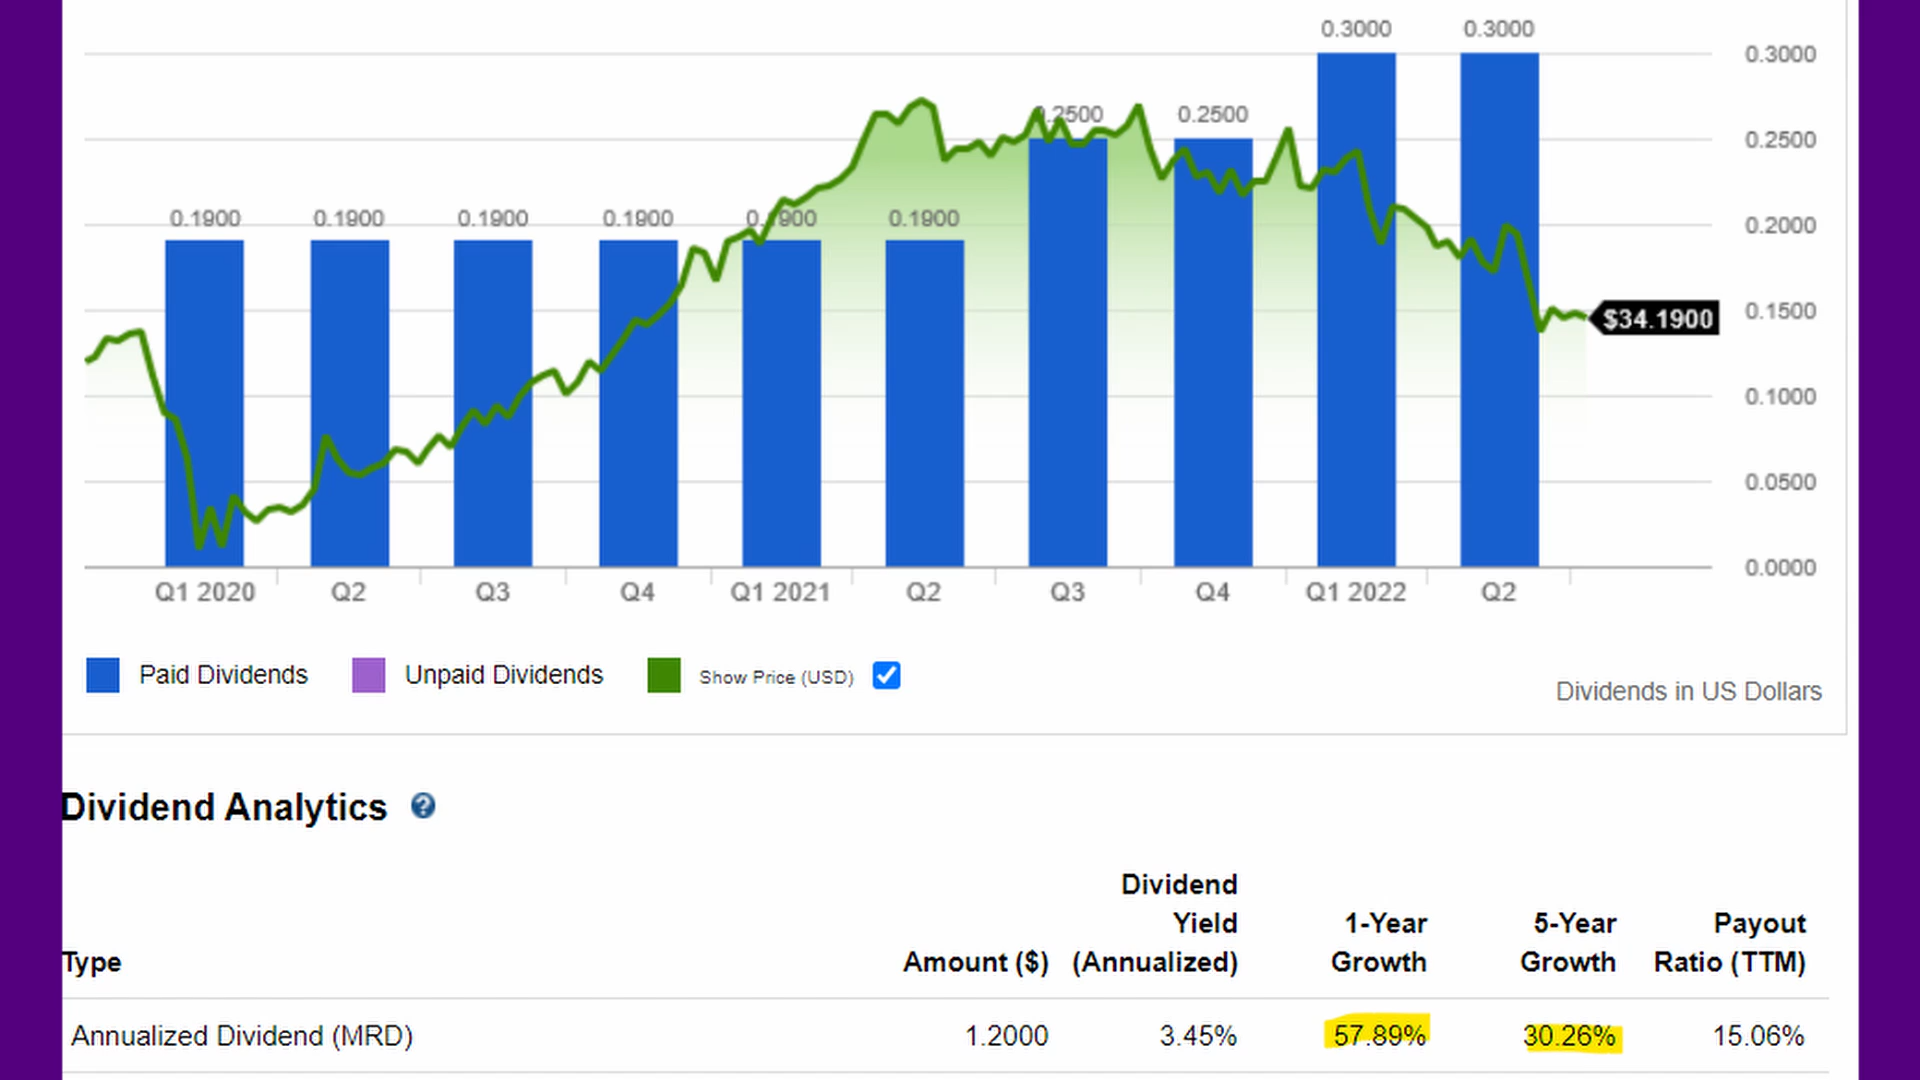 0.3000 0.3000
0.3000
0.2500 0.2500
0.2500
0.1900 0.1900 0.1900 0.1900 0.1900 0.1900
0.2000
$34.1900
0.1500
0.1000
0.0500
0.0000
Q1 2020 Q2 Q3 Q4 Q1 2021 Q2 Q3 Q4 Q1 2022 Q2
Paid Dividends Unpaid Dividends Show Price (USD)
Dividends in US Dollars
Dividend Analytics ?
Type Amount ($) Dividend Yield (Annualized) 1-Year Growth 5-Year Growth Payout Ratio (TTM)
Annualized Dividend (MRD) 1.2000 3.45% 57.89% 30.26% 15.06%